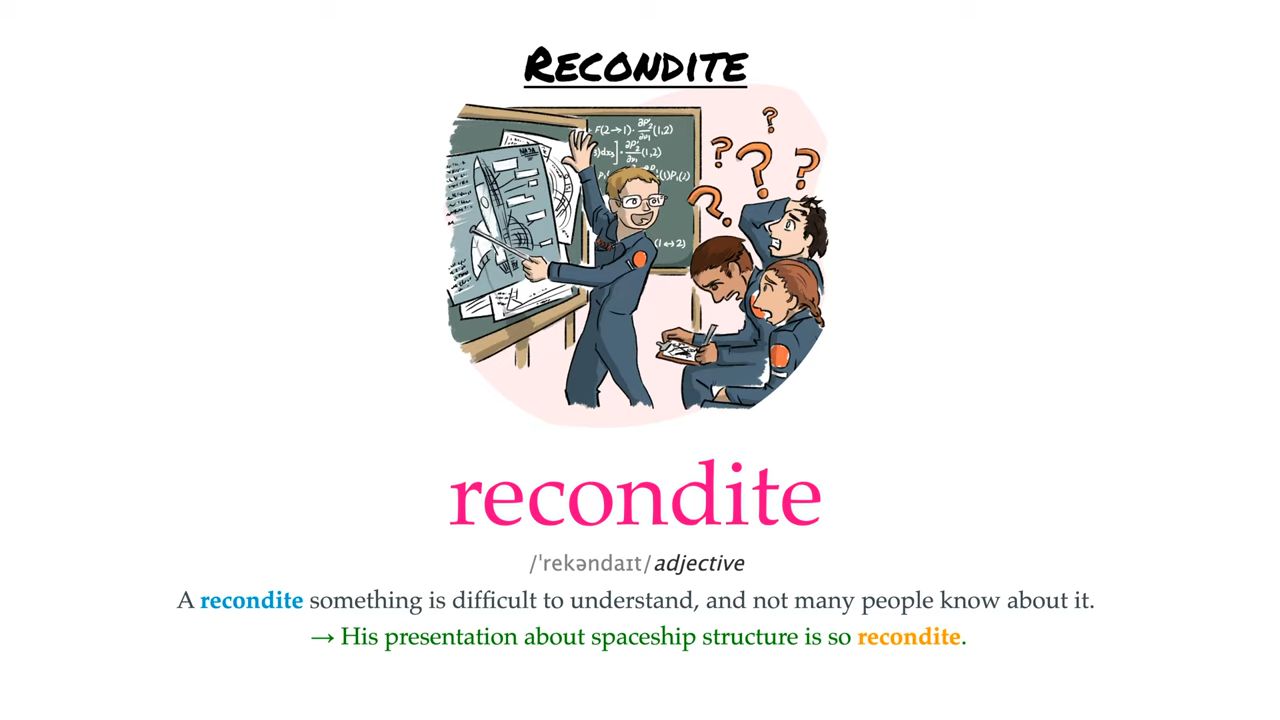 RECONDITE
NASA
recondite
/ˈrekəndaɪt/ adjective
A recondite something is difficult to understand, and not many people know about it.
→ His presentation about spaceship structure is so recondite.